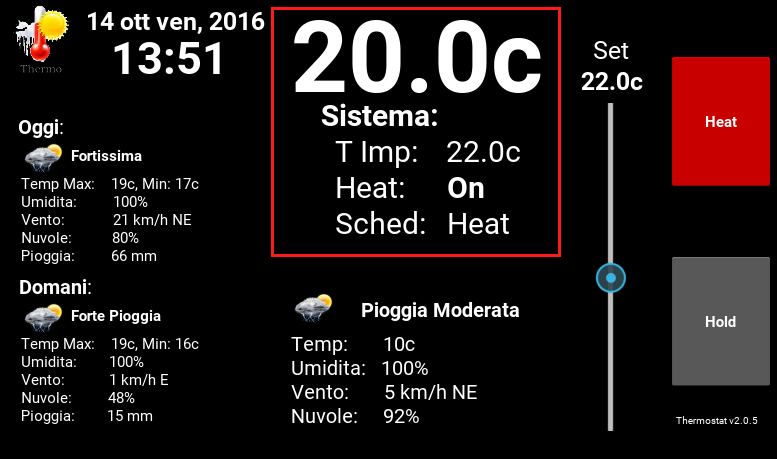 Thermo
14 ott ven, 2016
13:51
Oggi:
Fortissima
Temp Max: 19c, Min: 17c
Umidita: 100%
Vento: 21 km/h NE
Nuvole: 80%
Pioggia: 66 mm
Domani:
Forte Pioggia
Temp Max: 19c, Min: 16c
Umidita: 100%
Vento: 1 km/h E
Nuvole: 48%
Pioggia: 15 mm
20.0c
Sistema:
T Imp: 22.0c
Heat: On
Sched: Heat
Pioggia Moderata
Temp: 10c
Umidita: 100%
Vento: 5 km/h NE
Nuvole: 92%
Set
22.0c
Heat
Hold
Thermostat v2.0.5